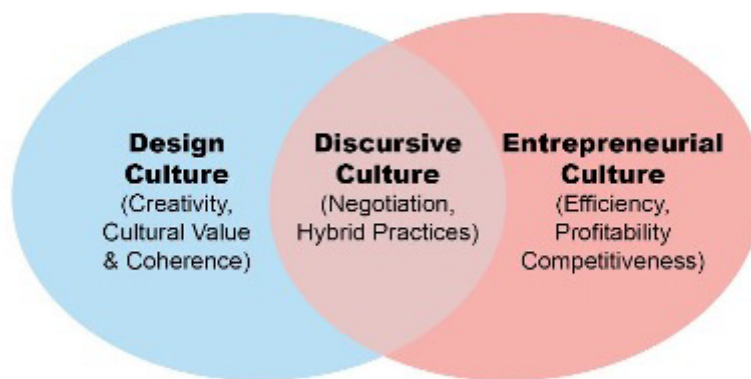 Design
Culture
(Creativity,
Cultural Value
& Coherence)
Discursive
Culture
(Negotiation,
Hybrid Practices)
Entrepreneurial
Culture
(Efficiency,
Profitability
Competitiveness)